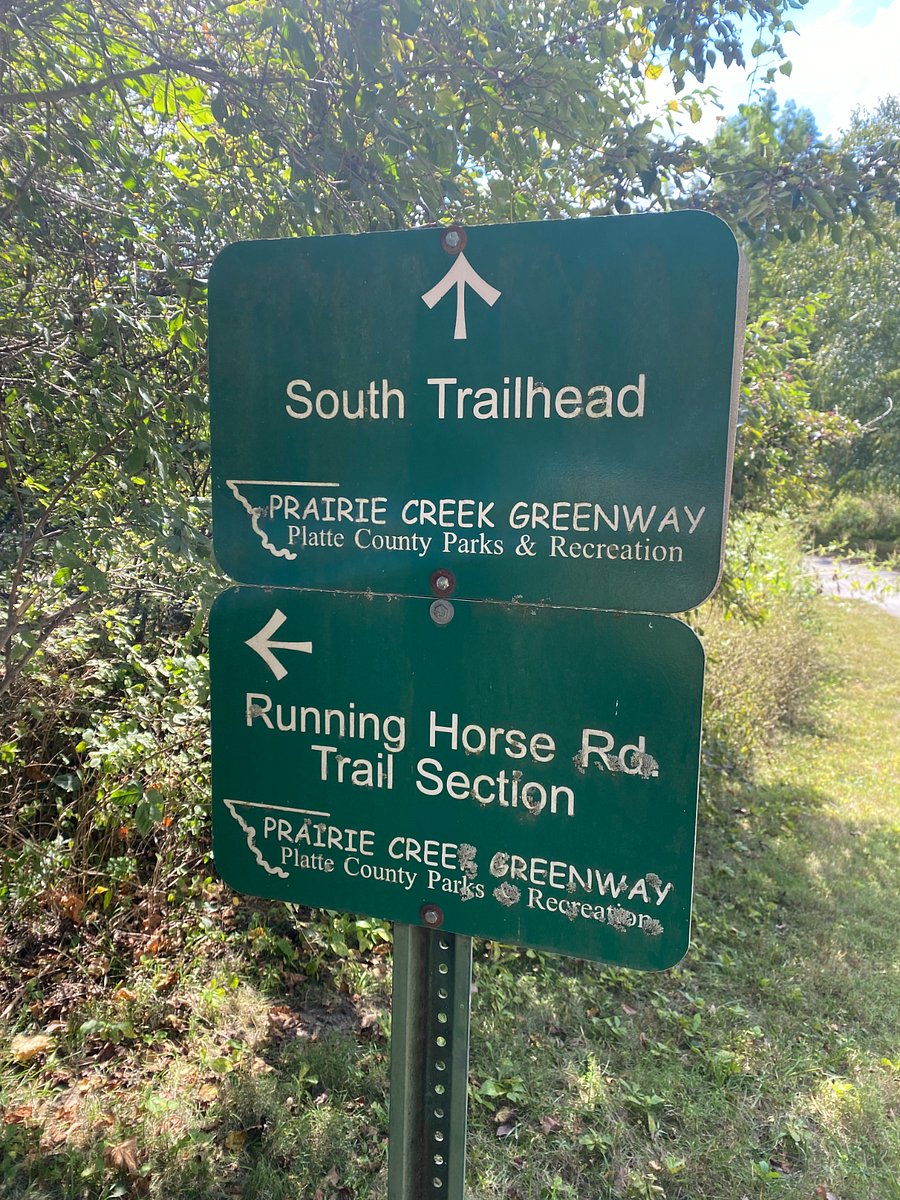 South Trailhead
PRAIRIE CREEK GREENWAY
Platte County Parks & Recreation
Running Horse Rd.
Trail Section
PRAIRIE CREEK GREENWAY
Platte County Parks & Recreation